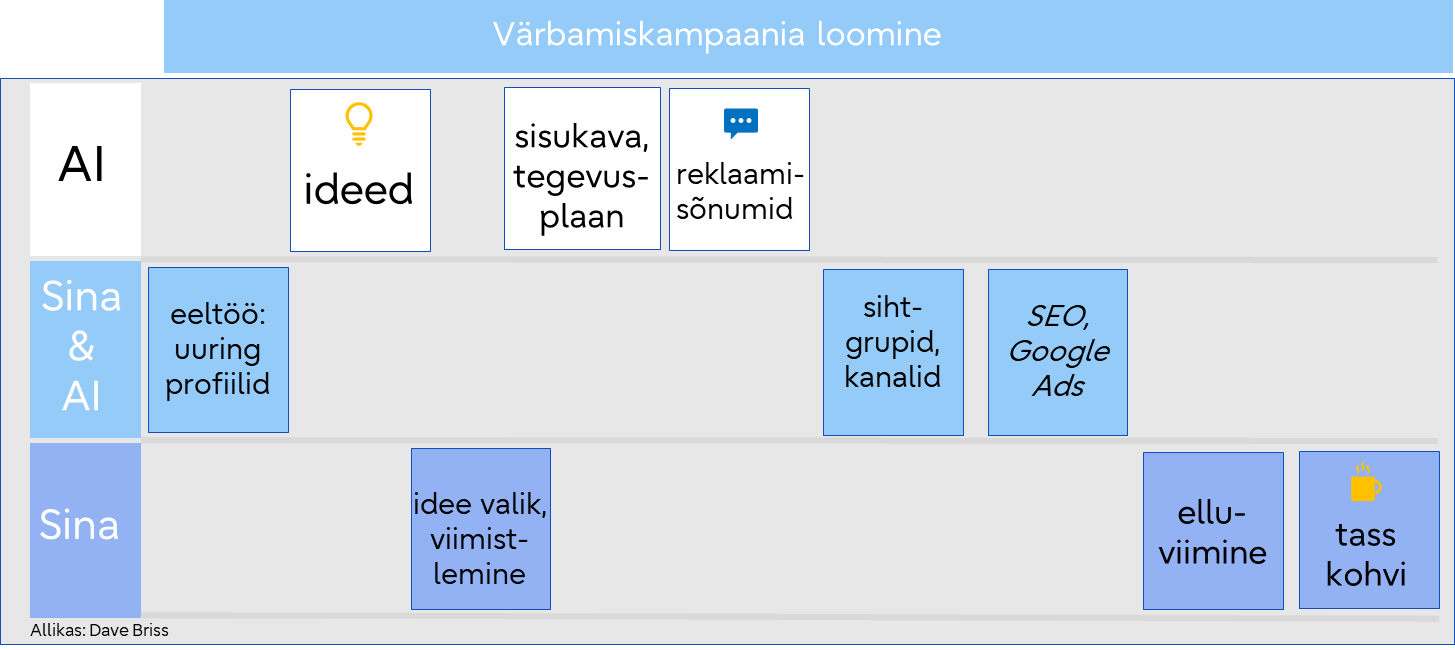 Värbamiskampaania loomine
AI
ideed
sisukava,
tegevus-
plaan
reklaami-
sõnumid
Sina
&
AI
eeltöö:
uuring
profiilid
siht-
grupid,
kanalid
SEO,
Google
Ads
Sina
idee valik,
viimist-
lemine
ellu-
viimine
tass
kohvi
Allikas: Dave Briss